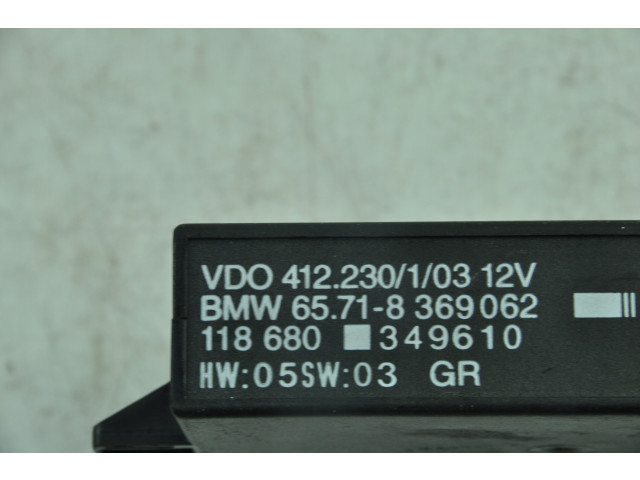 VDO 412.230/1/03 12V
BMW 65.71-8 369 062
118 680 349610
HW:05SW:03 GR